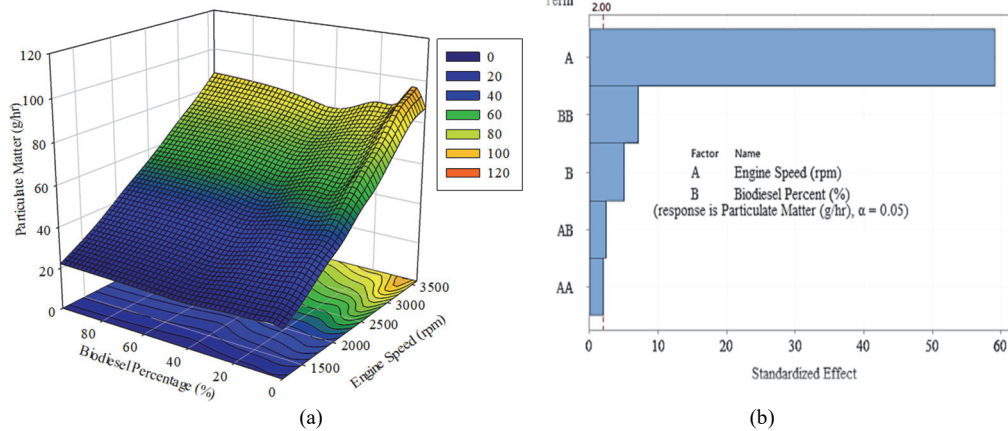 120
100
80
60
40
20
0
Particulate Matter (g/hr)
80
60
40
20
0
Biodiesel Percentage (%)
1500
2000
2500
3000
3500
Engine Speed (rpm)
0
20
40
60
80
100
120
(a)
Term
2.00
A
BB
B
AB
AA
Factor Name
A Engine Speed (rpm)
B Biodiesel Percent (%)
(response is Particulate Matter (g/hr), α = 0.05)
0 10 20 30 40 50 60
Standardized Effect
(b)